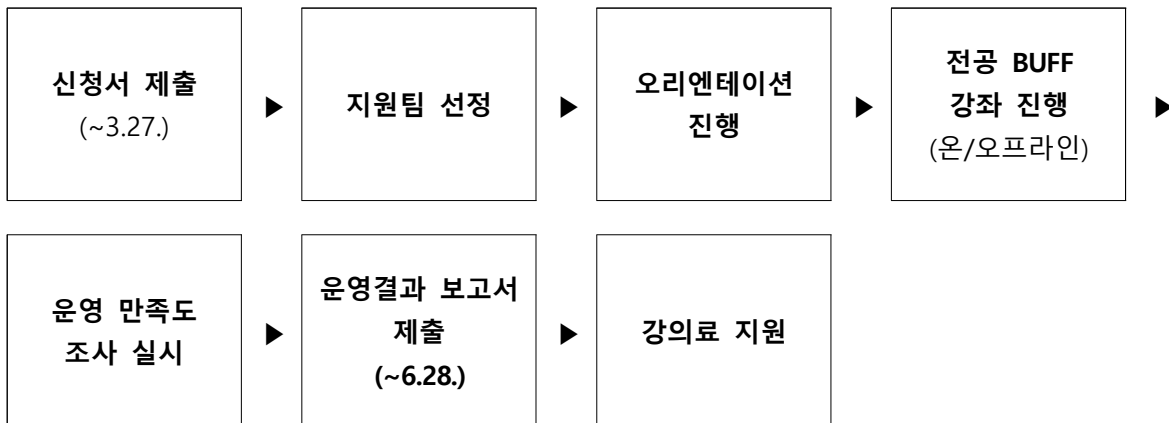 신청서 제출
(~3.27.)
▶
지원팀 선정
▶
오리엔테이션
진행
▶
전공 BUFF
강좌 진행
(온/오프라인)
▶
운영 만족도
조사 실시
▶
운영결과 보고서
제출
(~6.28.)
▶
강의료 지원